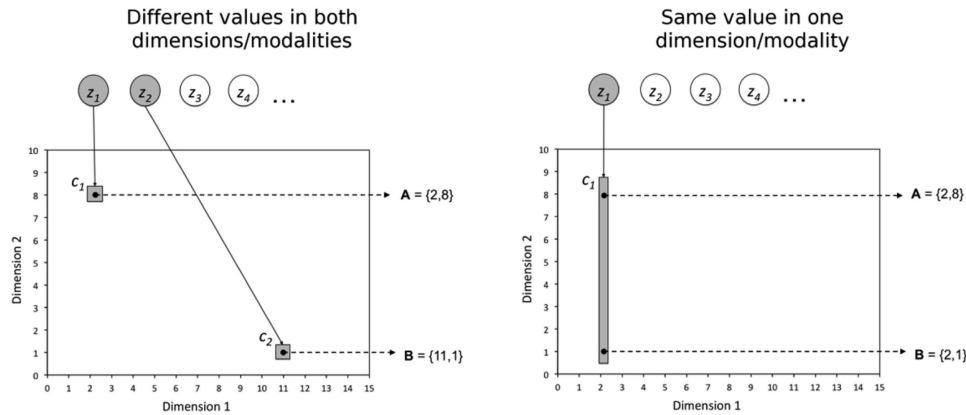 Different values in both
dimensions/modalities
z1 z2 z3 z4 ...
10
9
8
7
6
5
4
3
2
1
0
Dimension 2
c1
c2
A = {2,8}
B = {11,1}
0 1 2 3 4 5 6 7 8 9 10 11 12 13 14 15
Dimension 1
Same value in one
dimension/modality
z1 z2 z3 z4 ...
10
9
8
7
6
5
4
3
2
1
0
Dimension 2
c1
A = {2,8}
B = {2,1}
0 1 2 3 4 5 6 7 8 9 10 11 12 13 14 15
Dimension 1